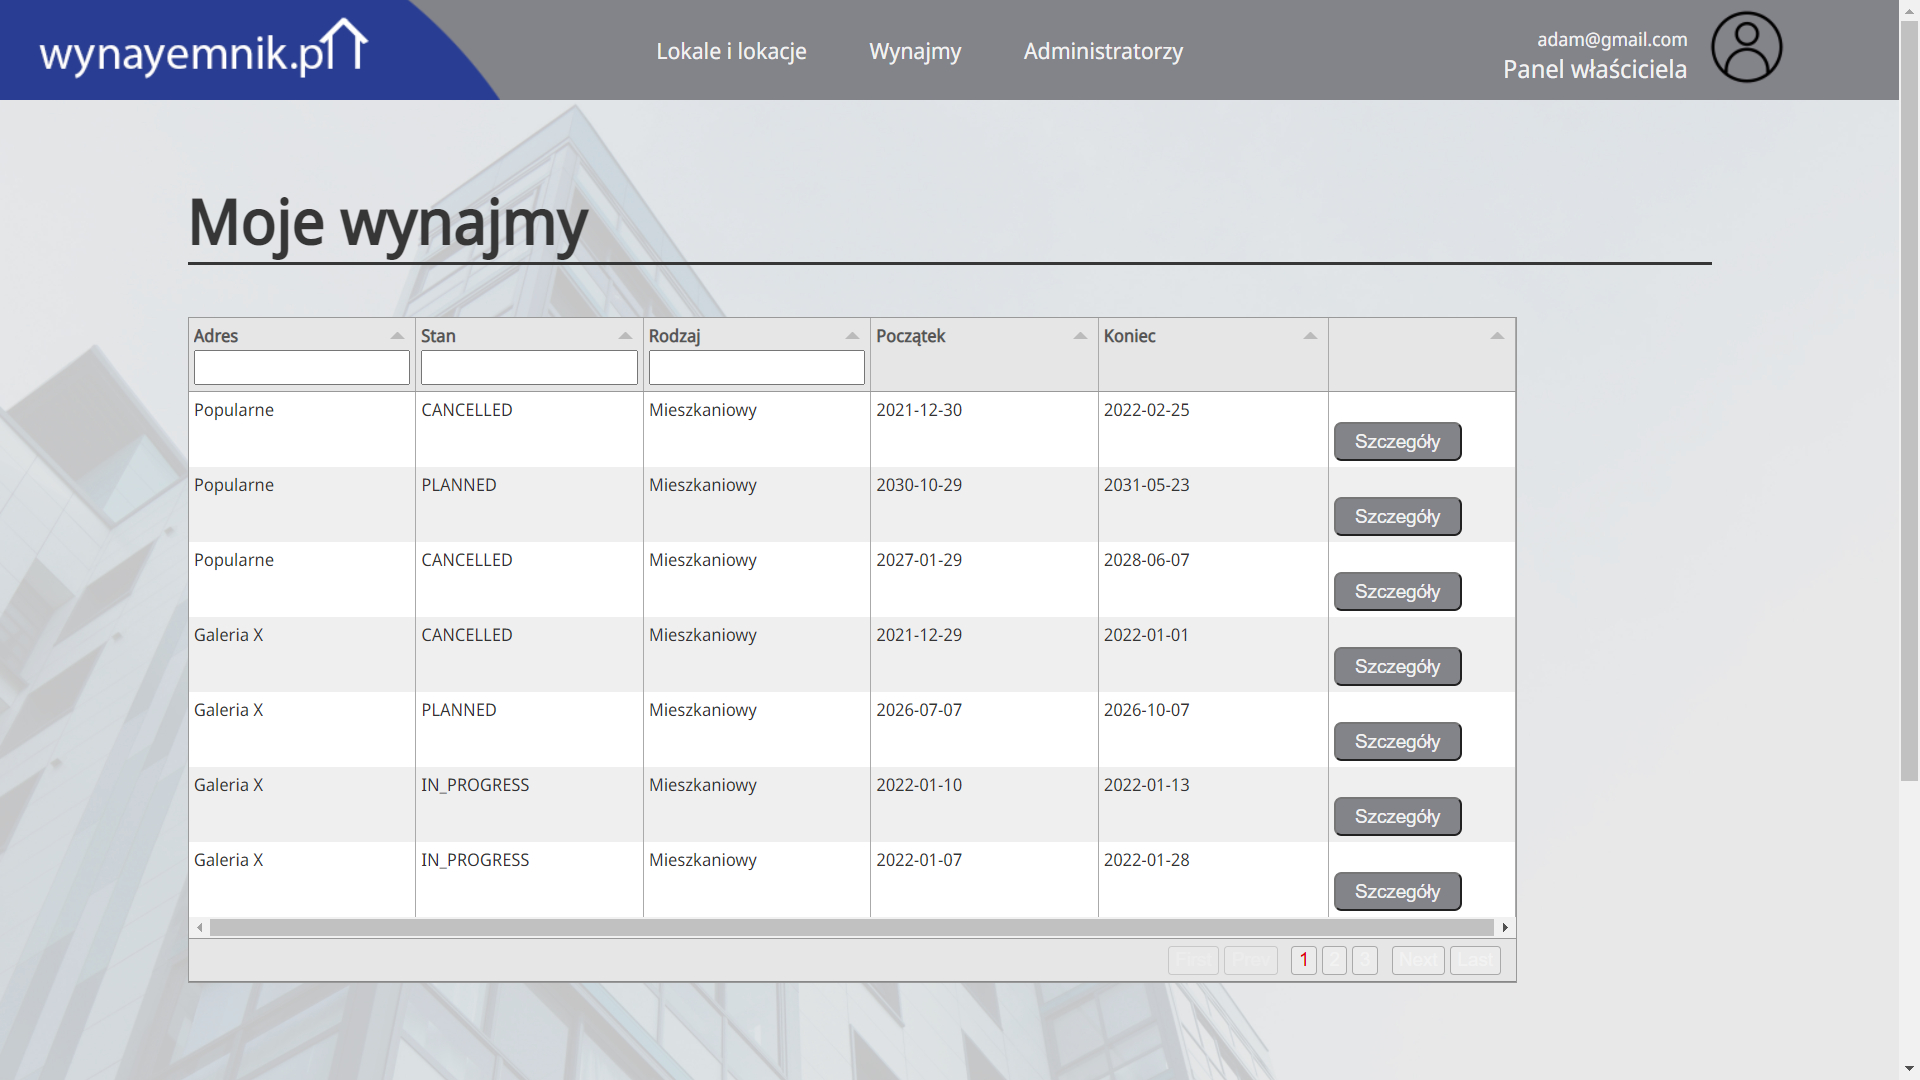 wynayemnik.pl
Lokale i lokacje
Wynajmy
Administratorzy
adam@gmail.com
Panel właściciela
Moje wynajmy
Adres Stan Rodzaj Początek Koniec
Popularne CANCELLED Mieszkaniowy 2021-12-30 2022-02-25 Szczegóły
Popularne PLANNED Mieszkaniowy 2030-10-29 2031-05-23 Szczegóły
Popularne CANCELLED Mieszkaniowy 2027-01-29 2028-06-07 Szczegóły
Galeria X CANCELLED Mieszkaniowy 2021-12-29 2022-01-01 Szczegóły
Galeria X PLANNED Mieszkaniowy 2026-07-07 2026-10-07 Szczegóły
Galeria X IN_PROGRESS Mieszkaniowy 2022-01-10 2022-01-13 Szczegóły
Galeria X IN_PROGRESS Mieszkaniowy 2022-01-07 2022-01-28 Szczegóły
First Prev 1 2 3 Next Last